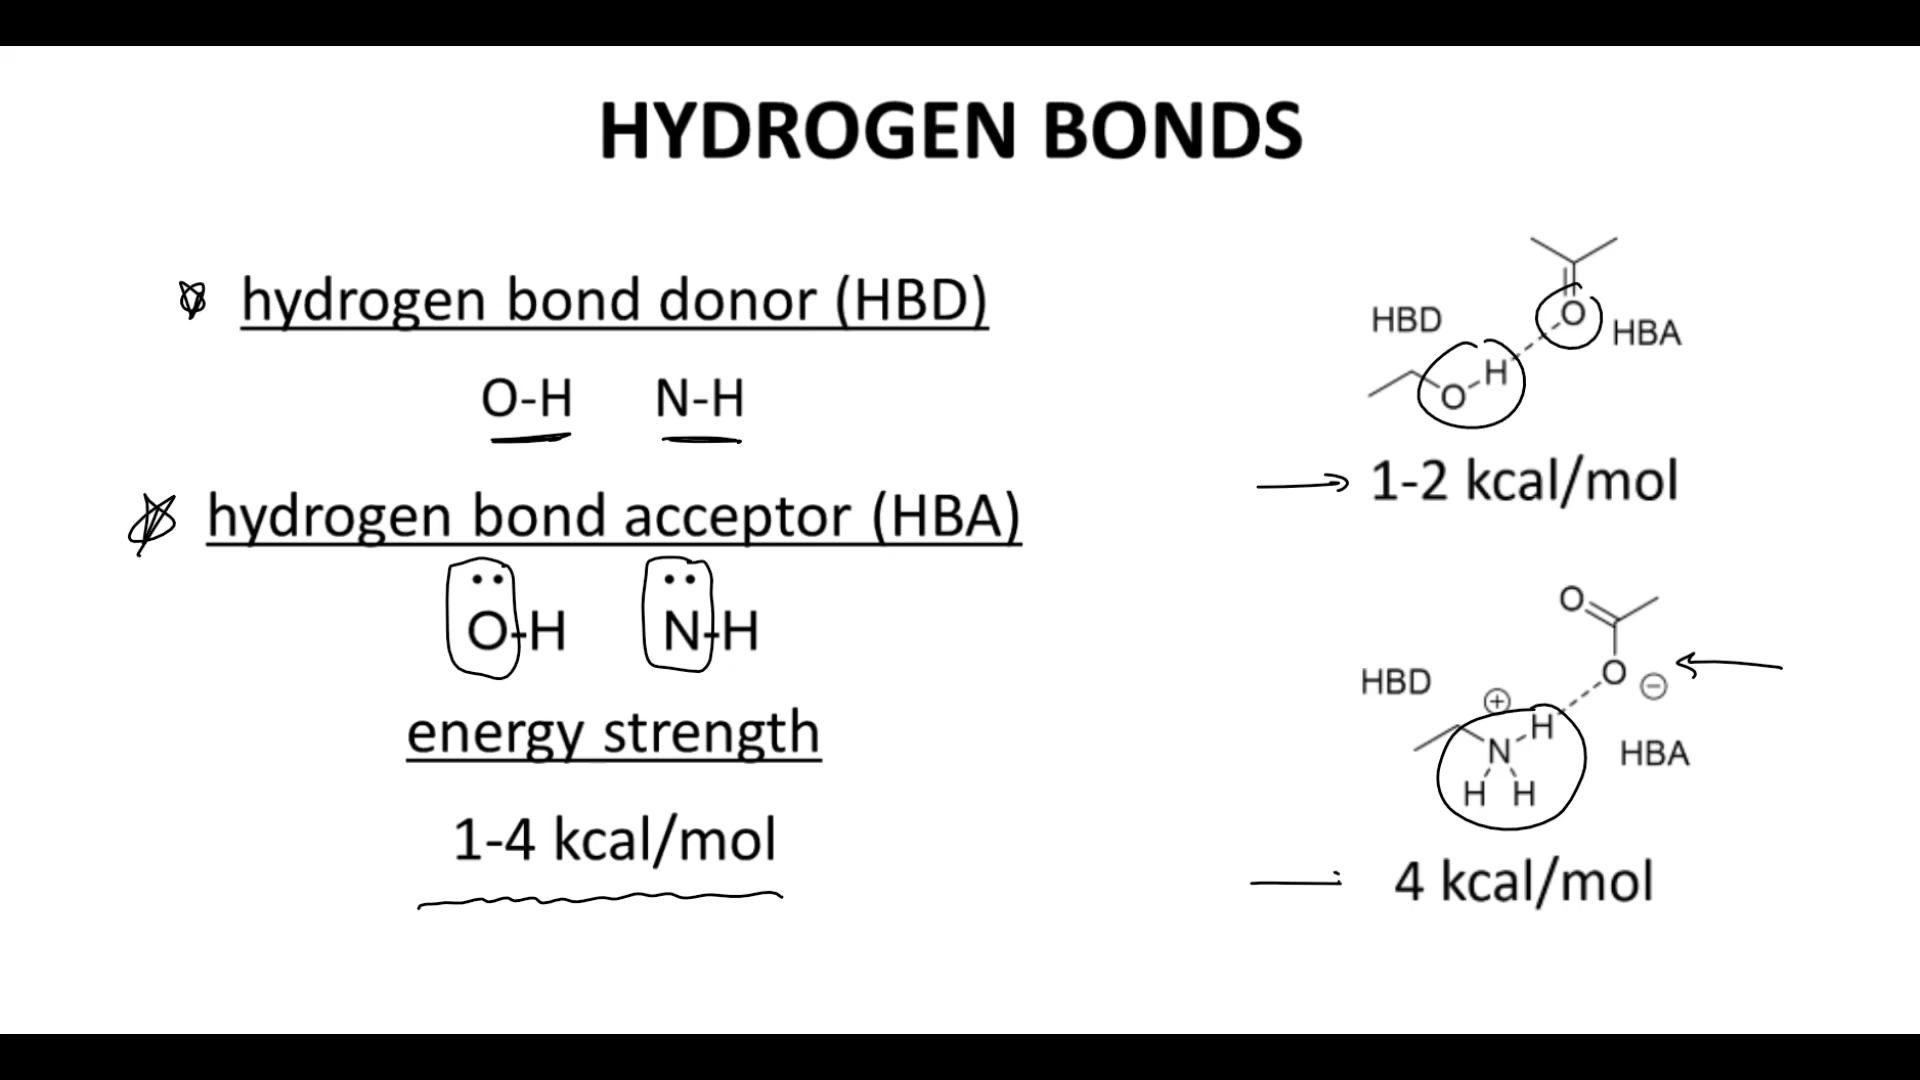 HYDROGEN BONDS
hydrogen bond donor (HBD)
O-H N-H
hydrogen bond acceptor (HBA)
O-H N-H
energy strength
1-4 kcal/mol
O
HBD
HBA
H
O
1-2 kcal/mol
O
O
HBD
H
N
HBA
H H
4 kcal/mol